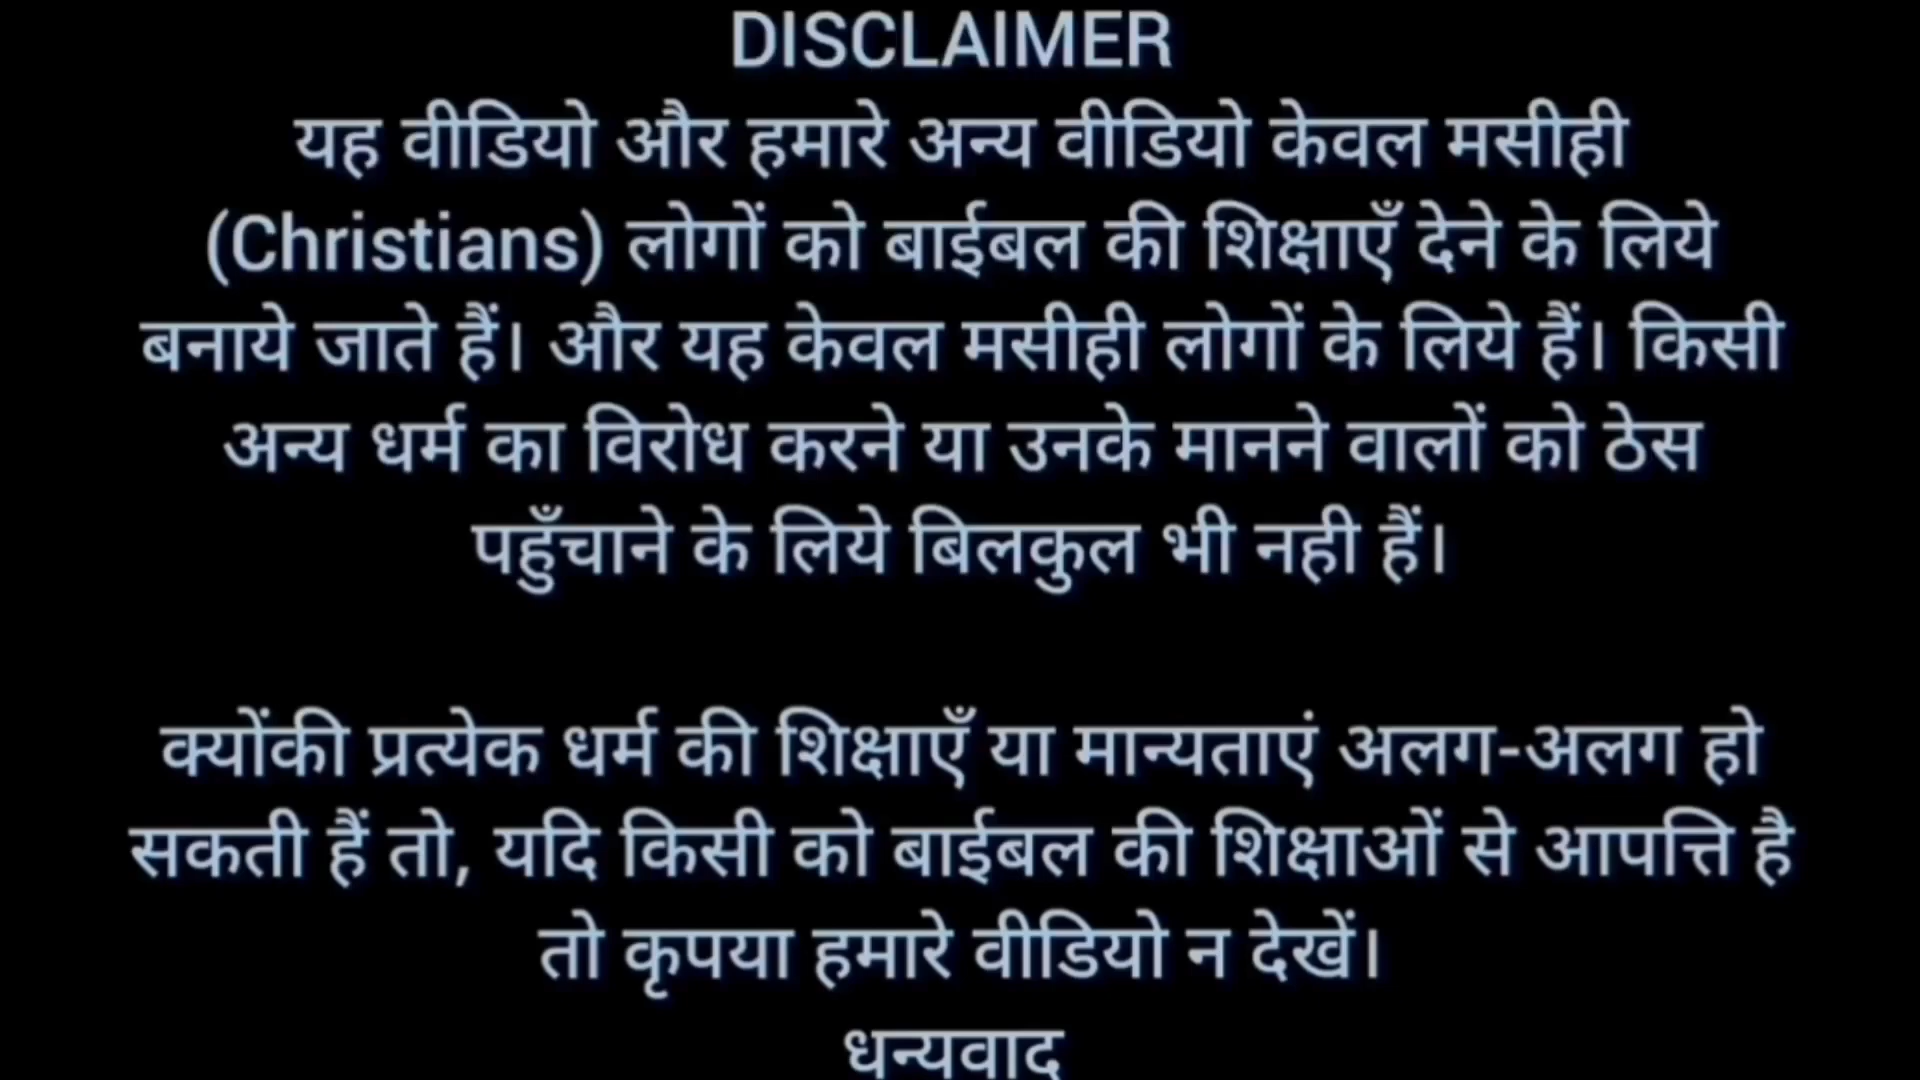 DISCLAIMER
यह वीडियो और हमारे अन्य वीडियो केवल मसीही
(Christians) लोगों को बाईबल की शिक्षाएँ देने के लिये
बनाये जाते हैं। और यह केवल मसीही लोगों के लिये हैं। किसी
अन्य धर्म का विरोध करने या उनके मानने वालों को ठेस
पहुँचाने के लिये बिलकुल भी नही हैं।
क्योंकी प्रत्येक धर्म की शिक्षाएँ या मान्यताएं अलग-अलग हो
सकती हैं तो, यदि किसी को बाईबल की शिक्षाओं से आपत्ति है
तो कृपया हमारे वीडियो न देखें।
धन्यवाद